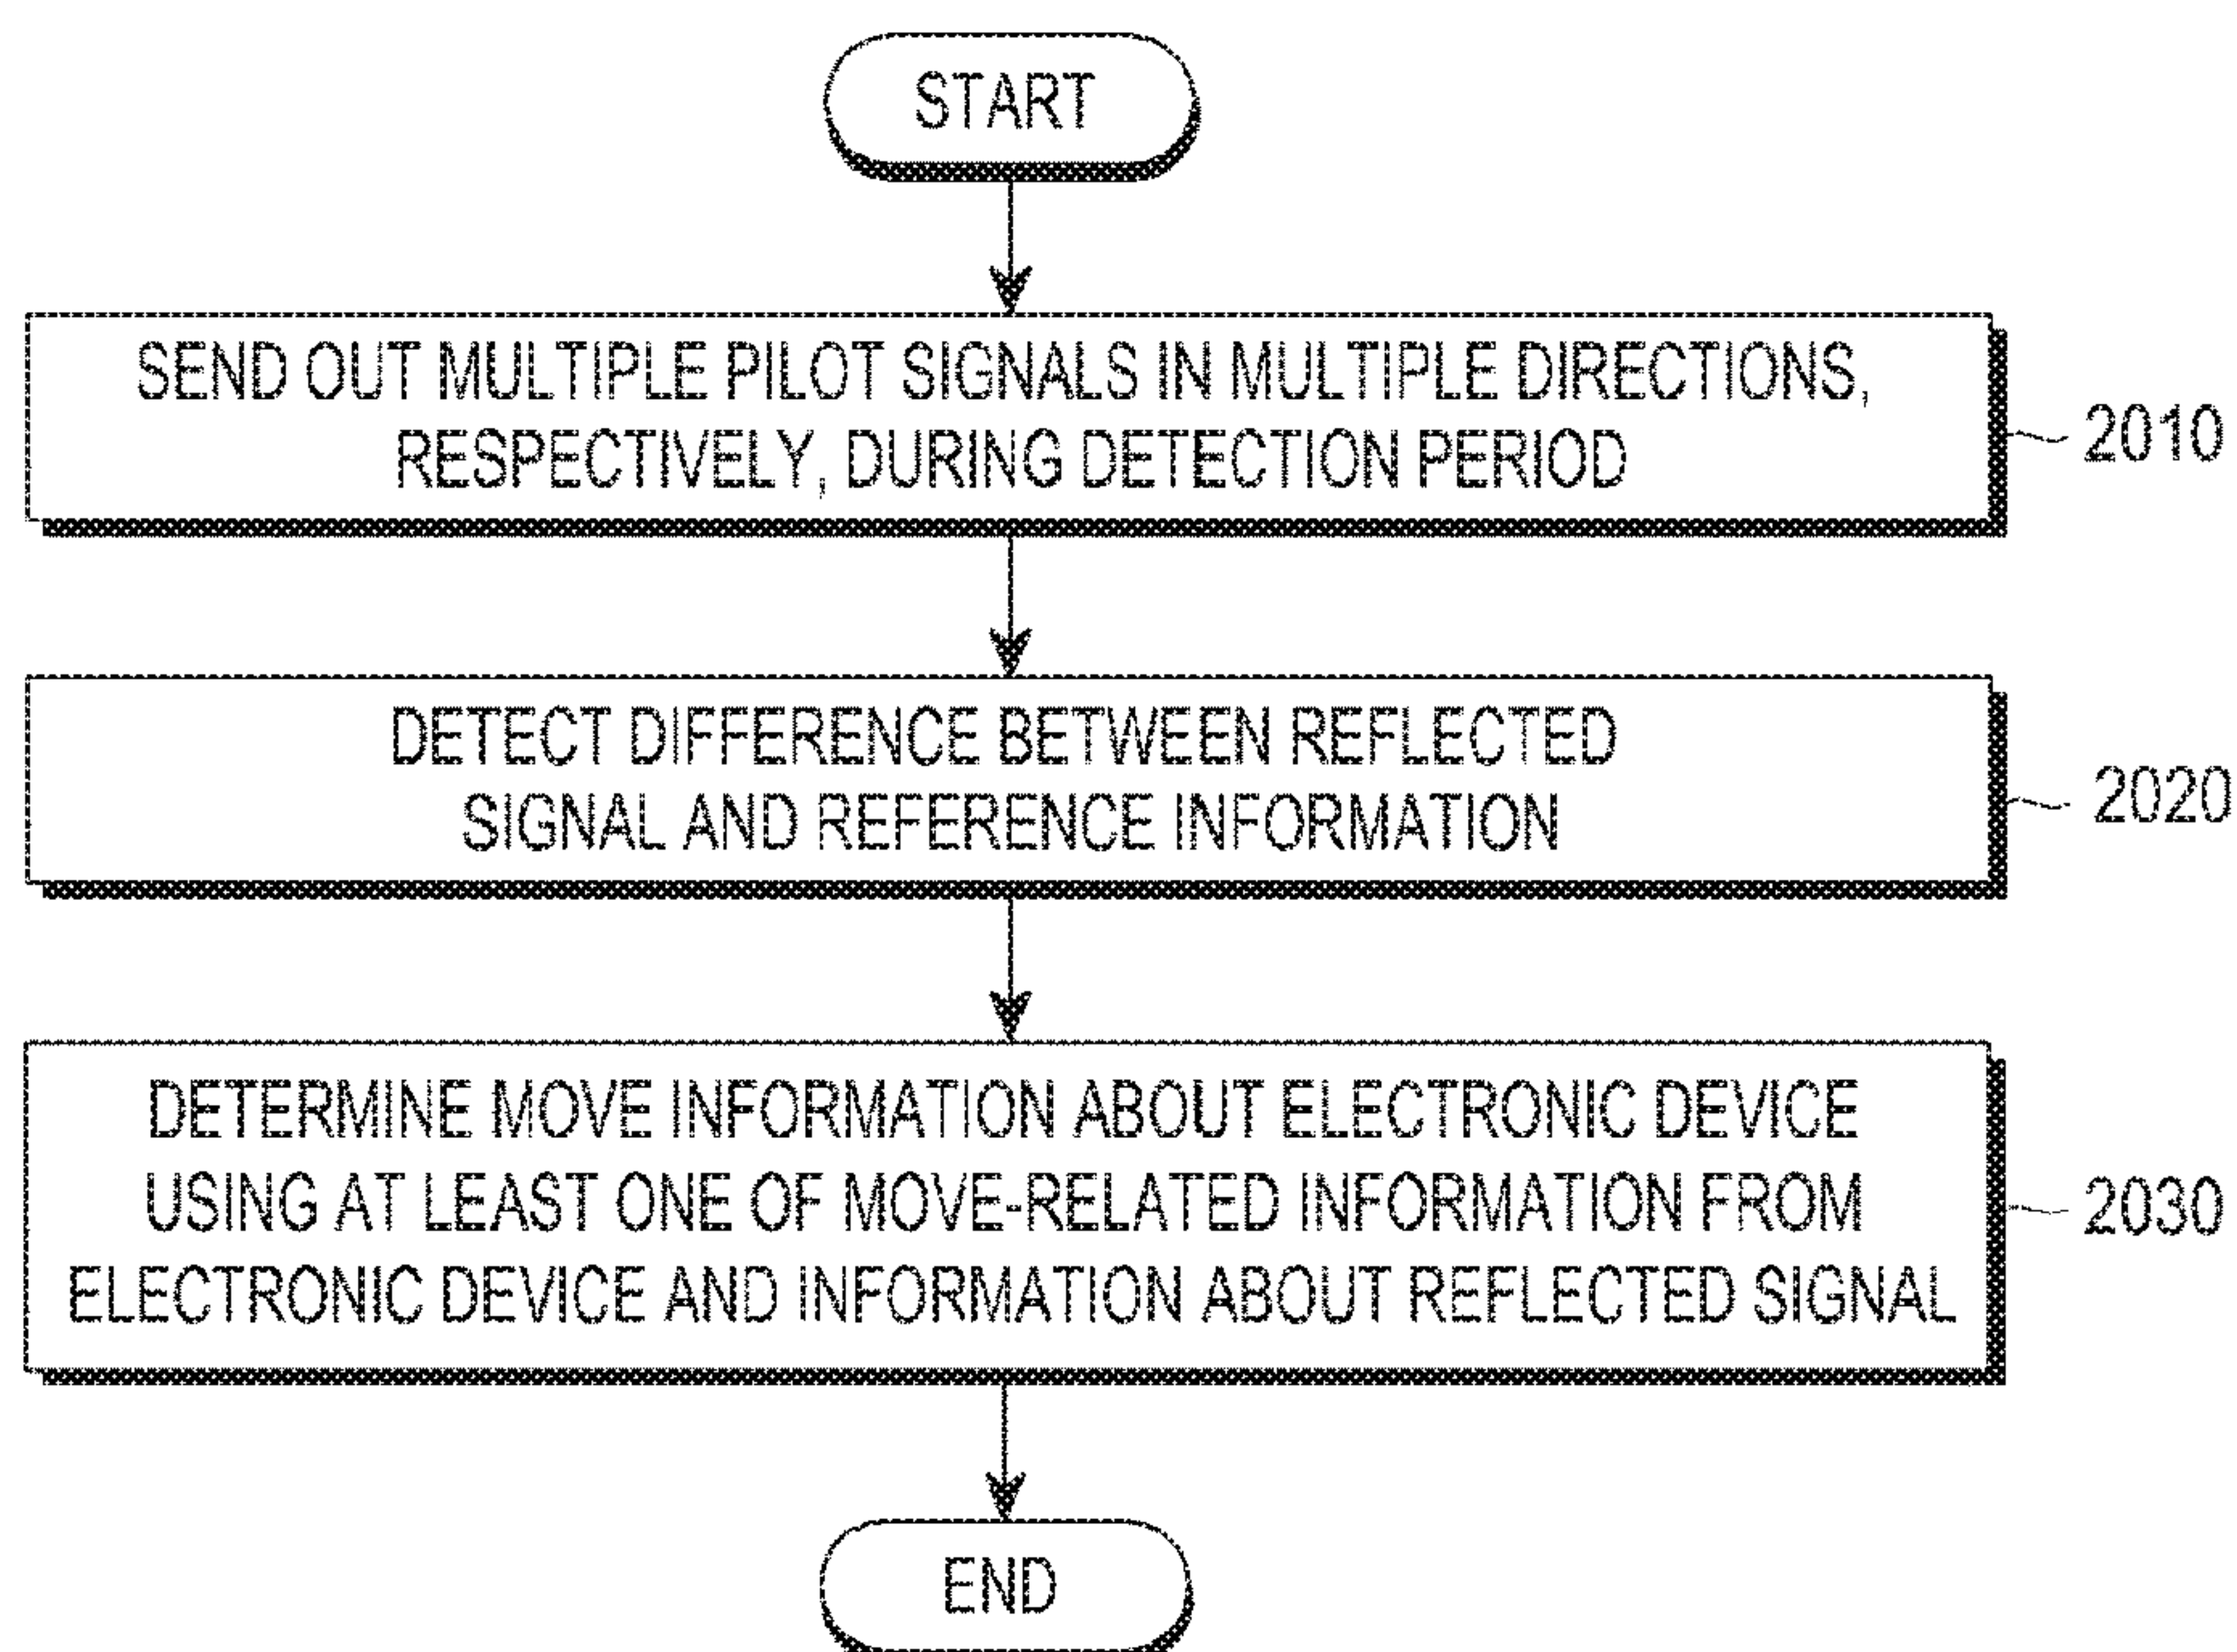 START
SEND OUT MULTIPLE PILOT SIGNALS IN MULTIPLE DIRECTIONS,
RESPECTIVELY, DURING DETECTION PERIOD
2010
DETECT DIFFERENCE BETWEEN REFLECTED
SIGNAL AND REFERENCE INFORMATION
2020
DETERMINE MOVE INFORMATION ABOUT ELECTRONIC DEVICE
USING AT LEAST ONE OF MOVE-RELATED INFORMATION FROM
ELECTRONIC DEVICE AND INFORMATION ABOUT REFLECTED SIGNAL
2030
END